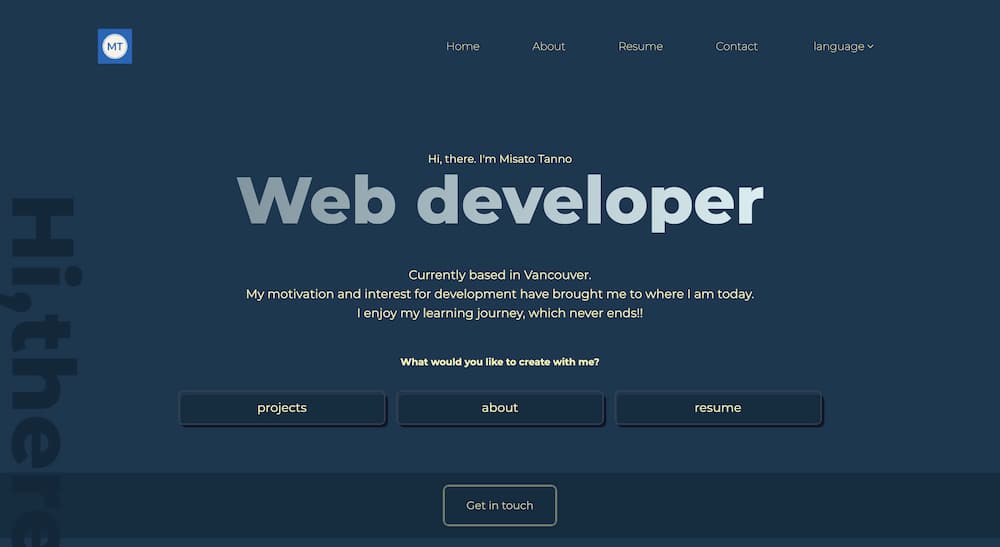 MT
Home About Resume Contact language
Hi, there. I'm Misato Tanno
Web developer
Currently based in Vancouver.
My motivation and interest for development have brought me to where I am today.
I enjoy my learning journey, which never ends!!
What would you like to create with me?
projects about resume
Get in touch
Hi,there